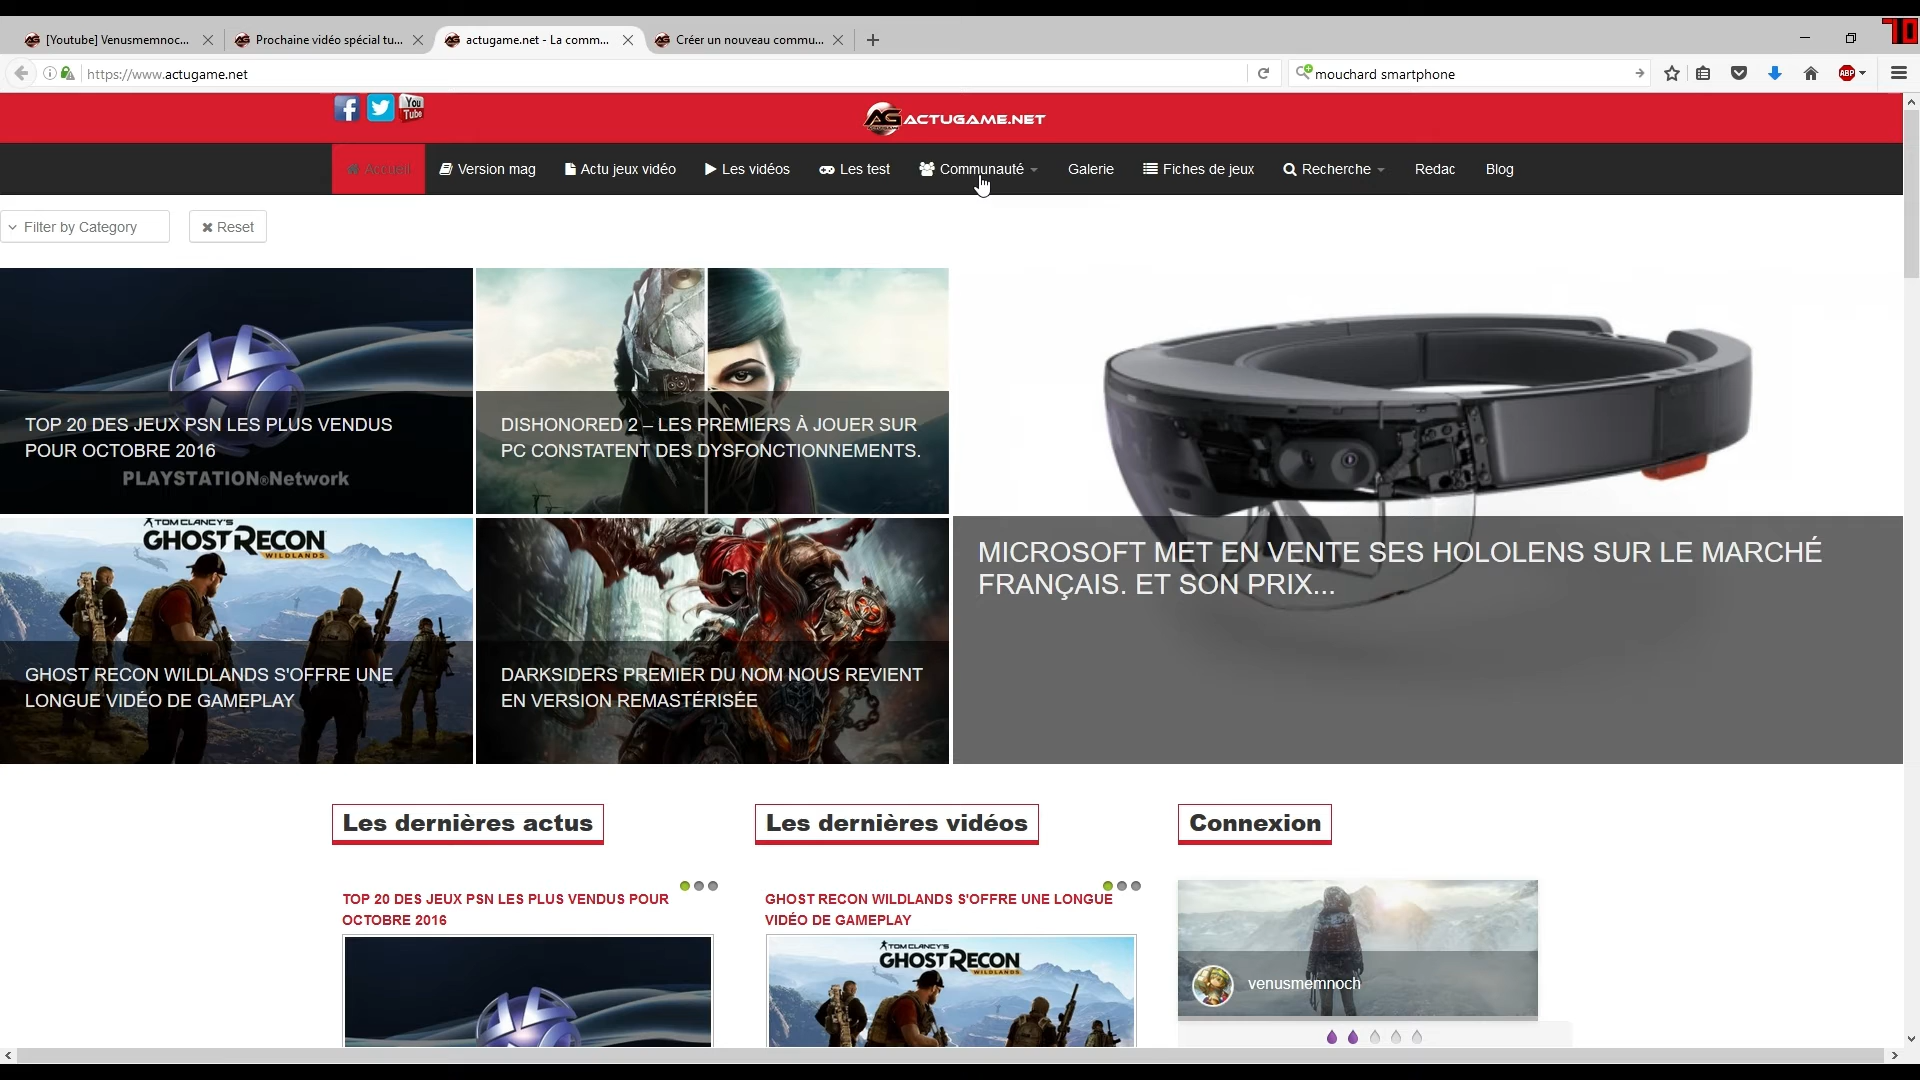 [Youtube] Venusmemnoc...
Prochaine vidéo spécial tu...
actugame.net - La comm...
Créer un nouveau commu...
https://www.actugame.net
mouchard smartphone
ABP
You
Tube
ACTUGAME.NET
Accueil
Version mag
Actu jeux vidéo
Les vidéos
Les test
Communauté
Galerie
Fiches de jeux
Recherche
Redac
Blog
Filter by Category
Reset
TOP 20 DES JEUX PSN LES PLUS VENDUS
POUR OCTOBRE 2016
PLAYSTATION®Network
DISHONORED 2 – LES PREMIERS À JOUER SUR
PC CONSTATENT DES DYSFONCTIONNEMENTS.
MICROSOFT MET EN VENTE SES HOLOLENS SUR LE MARCHÉ
FRANÇAIS. ET SON PRIX...
TOM CLANCY'S
GHOST RECON
WILDLANDS
GHOST RECON WILDLANDS S'OFFRE UNE
LONGUE VIDÉO DE GAMEPLAY
DARKSIDERS PREMIER DU NOM NOUS REVIENT
EN VERSION REMASTÉRISÉE
Les dernières actus
Les dernières vidéos
Connexion
TOP 20 DES JEUX PSN LES PLUS VENDUS POUR
OCTOBRE 2016
GHOST RECON WILDLANDS S'OFFRE UNE LONGUE
VIDÉO DE GAMEPLAY
TOM CLANCY'S
GHOST RECON
WILDLANDS
venusmemnoch